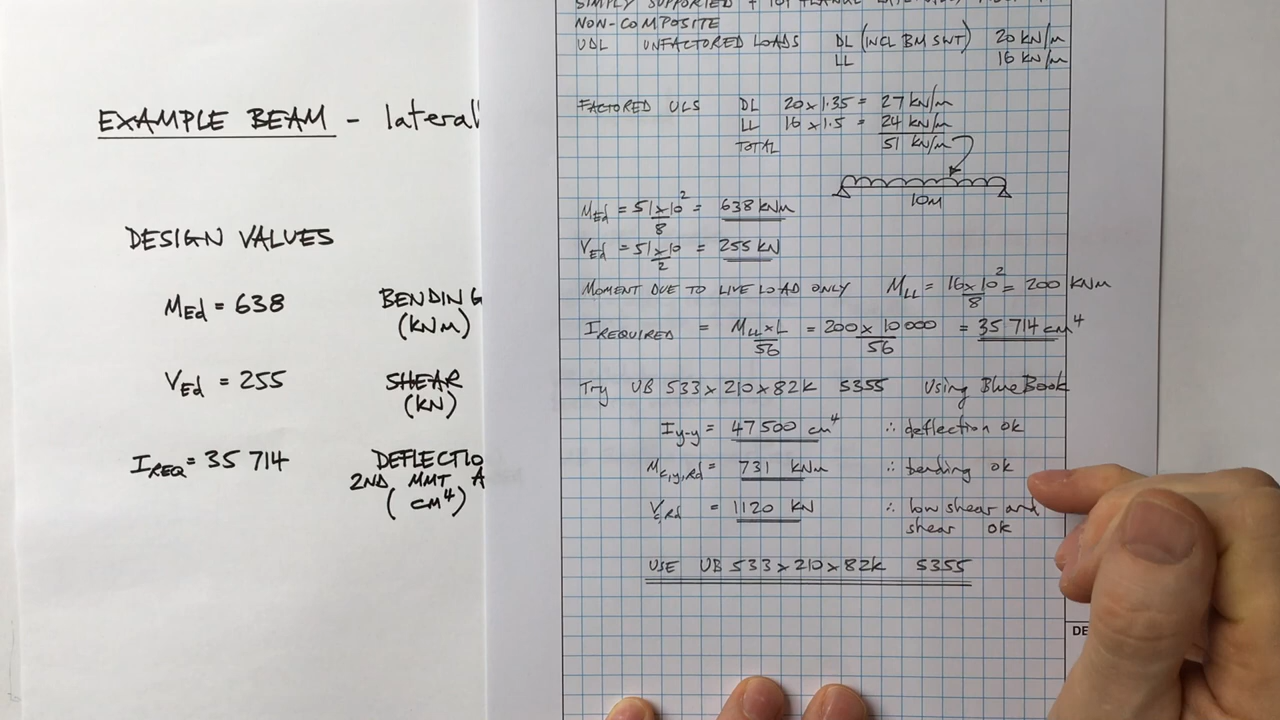 EXAMPLE BEAM - lateral
DESIGN VALUES
MEd = 638 BENDING
(KNM)
VEd = 255 SHEAR
(KN)
IREQ = 35 714 DEFLECTIO
2ND MMT A
( cm4 )
SIMPLY SUPPORTED + TOP FLANGE
NON-COMPOSITE
UDL UNFACTORED LOADS DL (INCL BM SWT) 20 KN/m
LL 16 KN/m
FACTORED ULS DL 20 x 1.35 = 27 KN/m
LL 16 x 1.5 = 24 KN/m
TOTAL 51 KN/m
10M
MEd = 51 x 10²/8 = 638 KNM
VEd = 51 x 10/2 = 255 KN
MOMENT DUE TO LIVE LOAD ONLY MLL = 16 x 10²/8 = 200 KNM
IREQUIRED = MLL x L/56 = 200 x 10 000/56 = 35 714 cm4
Try UB 533 x 210 x 82k S355 Using Blue Book
Iy-y = 47 500 cm4 ∴ deflection ok
Mc,y,Rd = 731 KNM ∴ bending ok
Vc,Rd = 1120 KN ∴ low shear and
shear ok
USE UB 533 x 210 x 82k S355
DE